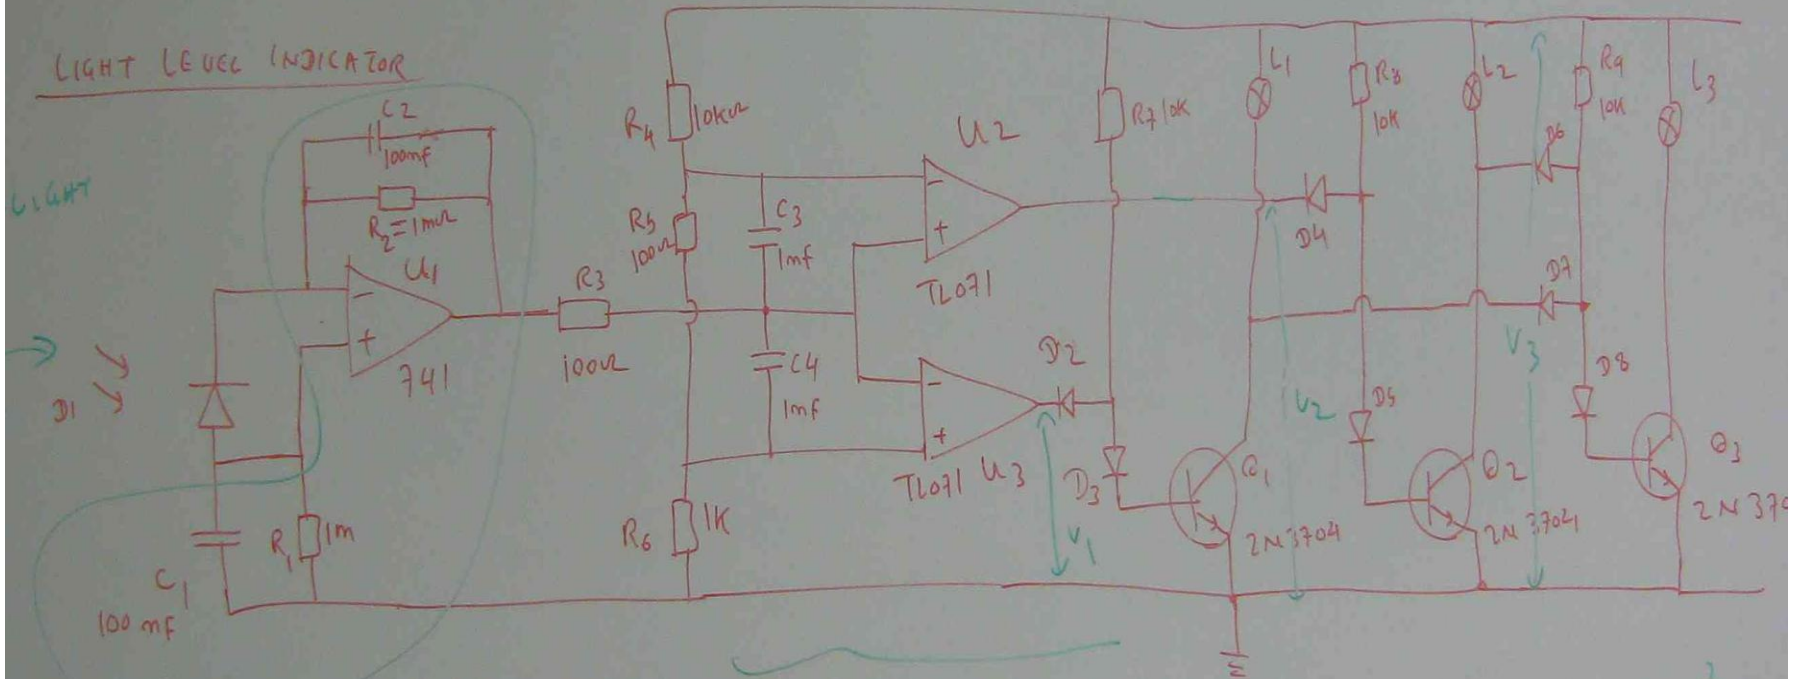 LIGHT LEVEL INDICATOR
LIGHT
D1
C2
100nf
R2=1mΩ
U1
-
+
741
C1
100nf
R1
1m
R3
100Ω
R4
10kΩ
R5
100Ω
R6
1K
C3
1mf
C4
1mf
U2
-
+
TL071
-
+
TL071 U3
D2
V1
R7 10K
D3
L1
Q1
2N3704
V2
D4
R8
10K
D5
L2
Q2
2N3704
V3
D6
D7
R9
10K
D8
L3
Q3
2N370